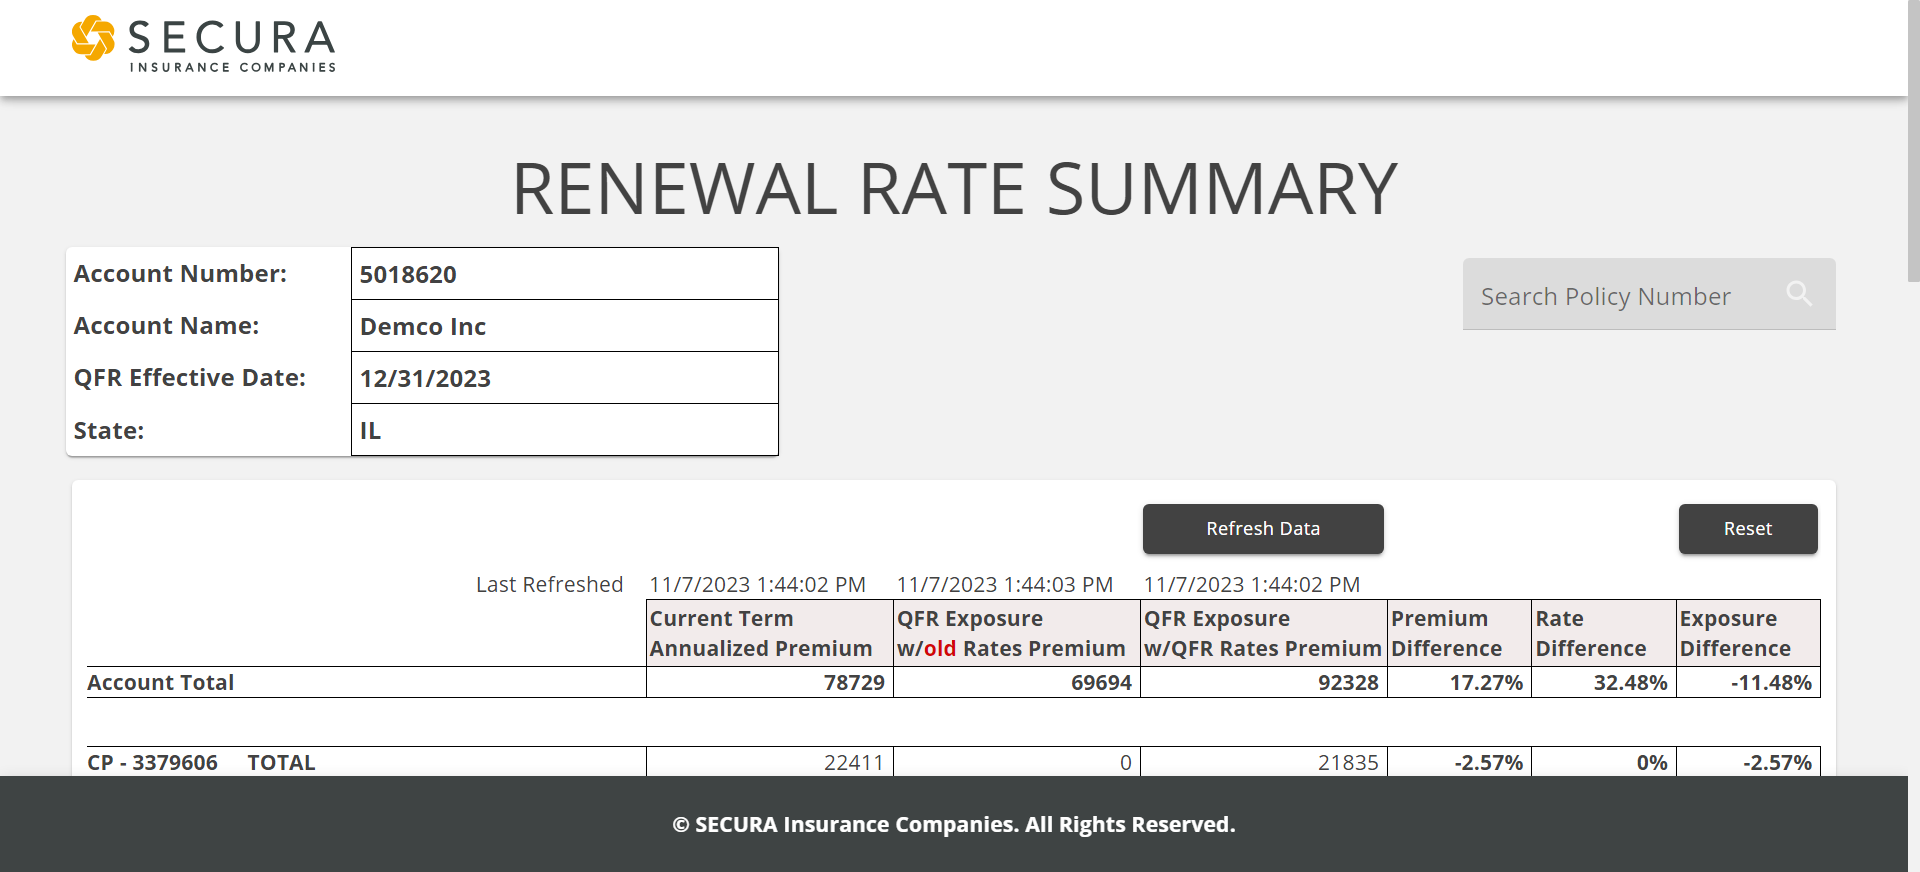 SECURA
INSURANCE COMPANIES
RENEWAL RATE SUMMARY
Account Number: 5018620
Account Name: Demco Inc
QFR Effective Date: 12/31/2023
State: IL
Search Policy Number
Refresh Data Reset
Last Refreshed 11/7/2023 1:44:02 PM 11/7/2023 1:44:03 PM 11/7/2023 1:44:02 PM
Current Term QFR Exposure QFR Exposure Premium Rate Exposure
Annualized Premium w/old Rates Premium w/QFR Rates Premium Difference Difference Difference
Account Total 78729 69694 92328 17.27% 32.48% -11.48%
CP - 3379606 TOTAL 22411 0 21835 -2.57% 0% -2.57%
© SECURA Insurance Companies. All Rights Reserved.